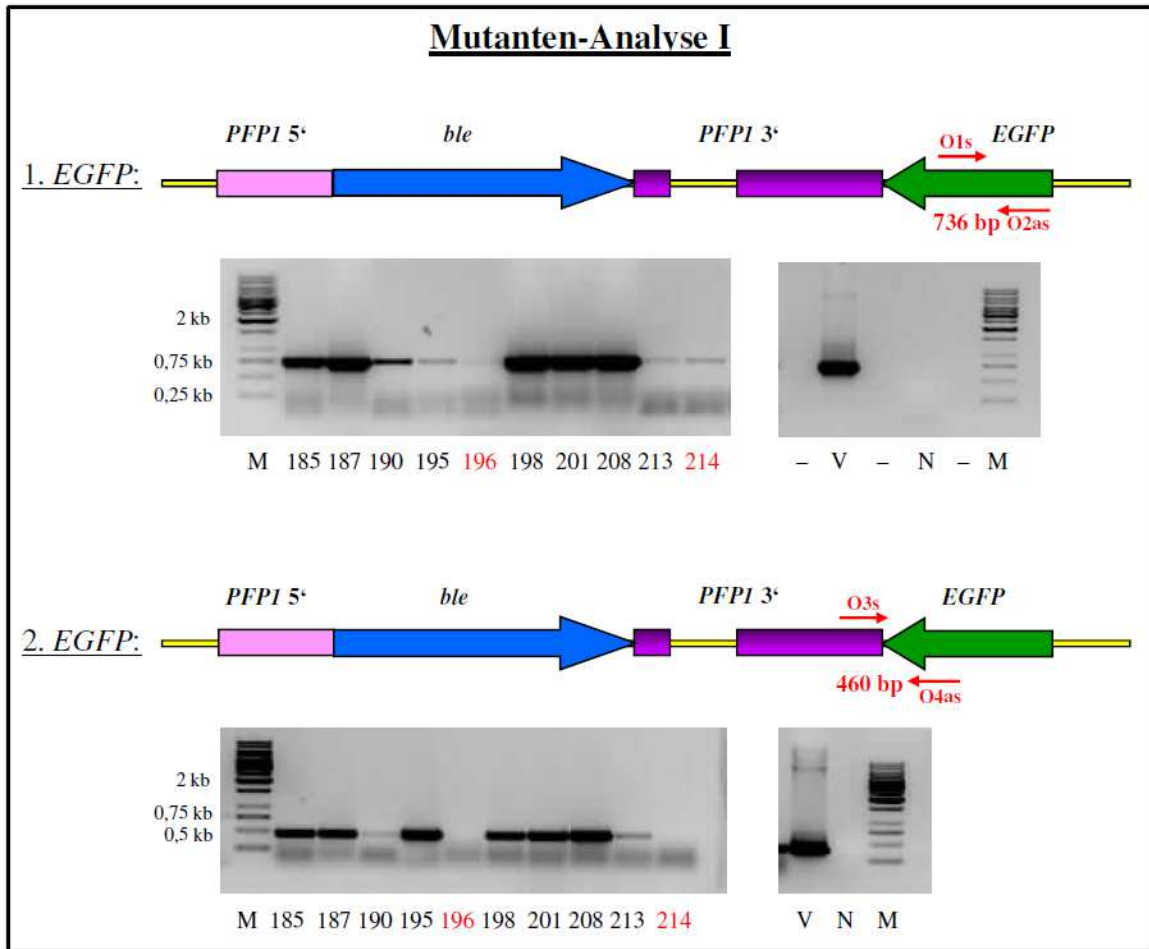 Mutanten-Analyse I
PFP1 5‘ ble PFP1 3‘ EGFP
O1s
1. EGFP:
736 bp O2as
2 kb
0,75 kb
0,25 kb
M 185 187 190 195 196 198 201 208 213 214
– V – N – M
PFP1 5‘ ble PFP1 3‘ EGFP
O3s
2. EGFP:
460 bp O4as
2 kb
0,75 kb
0,5 kb
M 185 187 190 195 196 198 201 208 213 214
V N M